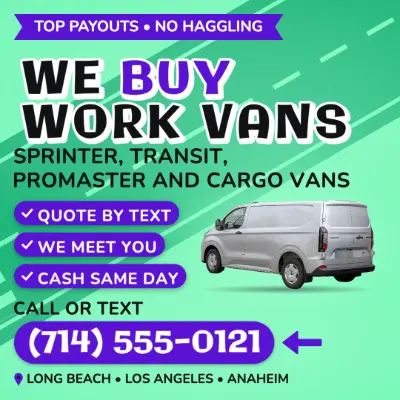 TOP PAYOUTS • NO HAGGLING
WE BUY
WORK VANS
SPRINTER, TRANSIT,
PROMASTER AND CARGO VANS
QUOTE BY TEXT
WE MEET YOU
CASH SAME DAY
CALL OR TEXT
(714) 555-0121
LONG BEACH • LOS ANGELES • ANAHEIM